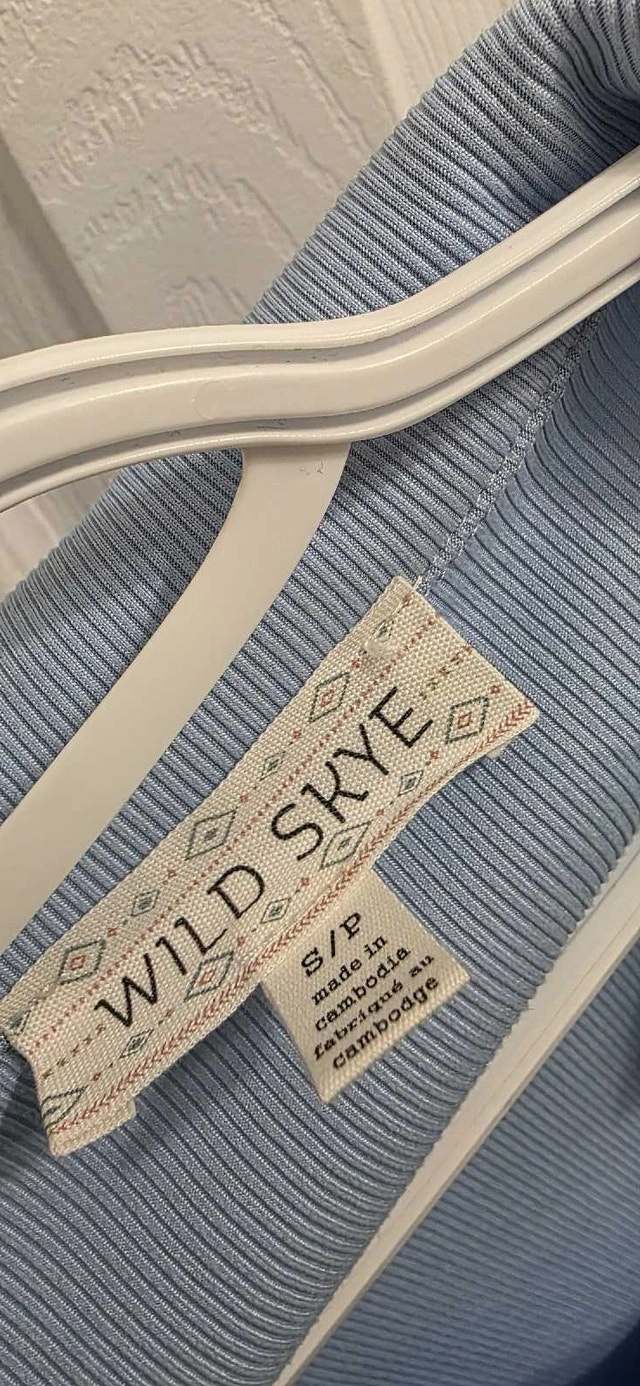 WILD SKYE
S/P
made in
cambodia
fabriqué au
cambodge